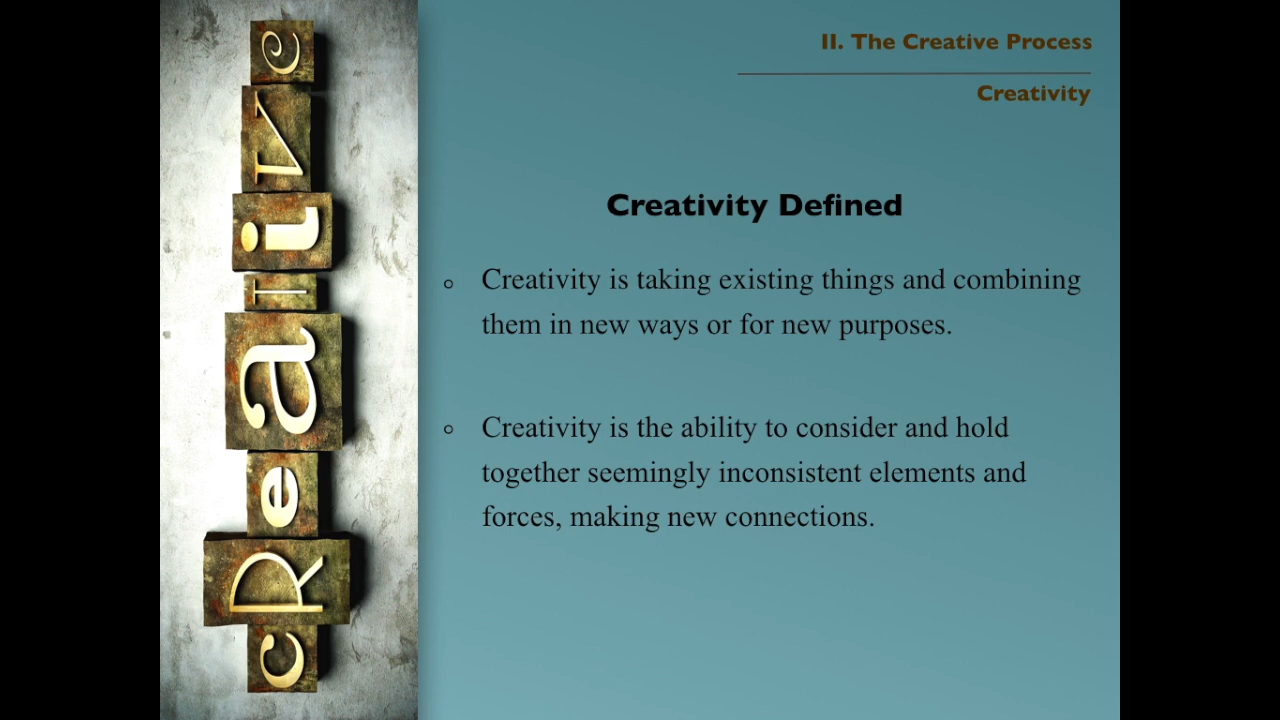 cReaTive
II. The Creative Process
Creativity
Creativity Defined
Creativity is taking existing things and combining
them in new ways or for new purposes.
Creativity is the ability to consider and hold
together seemingly inconsistent elements and
forces, making new connections.